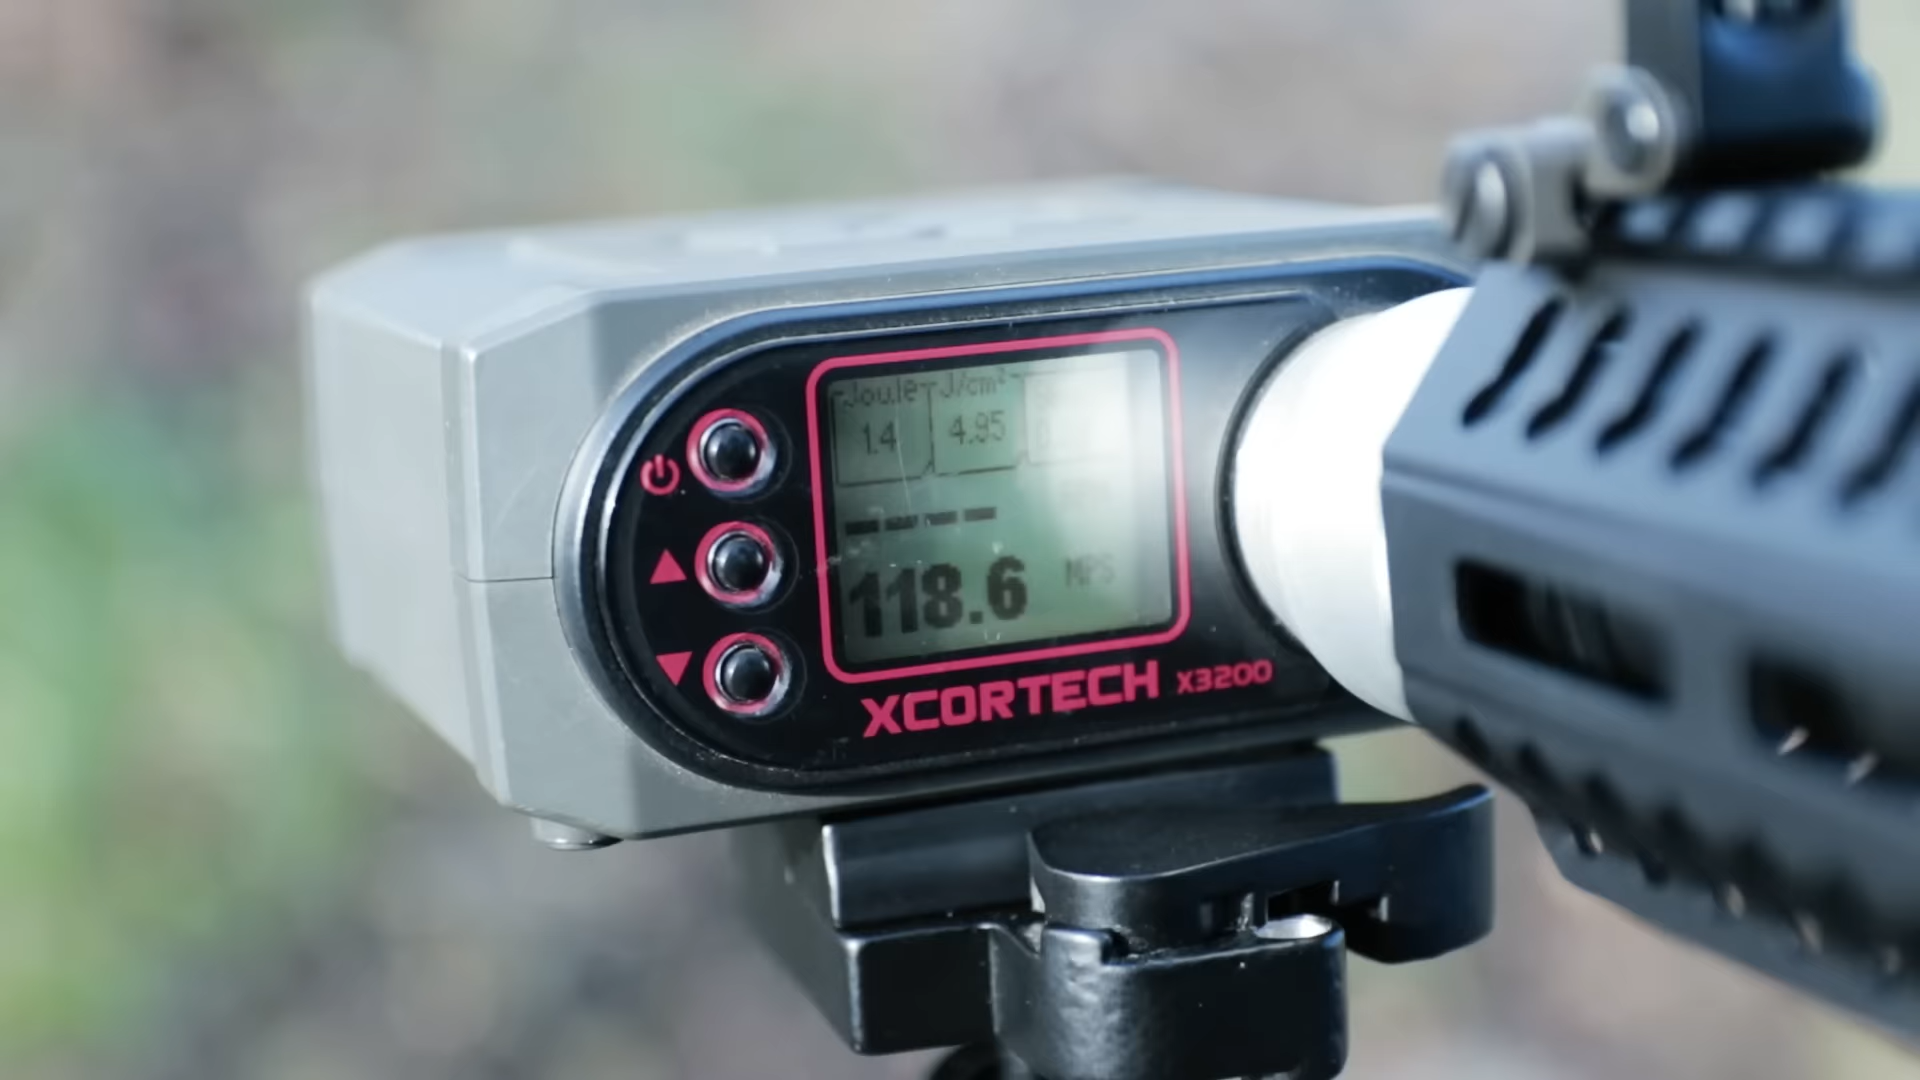 Joule J/cm²
1.4 4.95
----
118.6 MPS
XCORTECH X3200